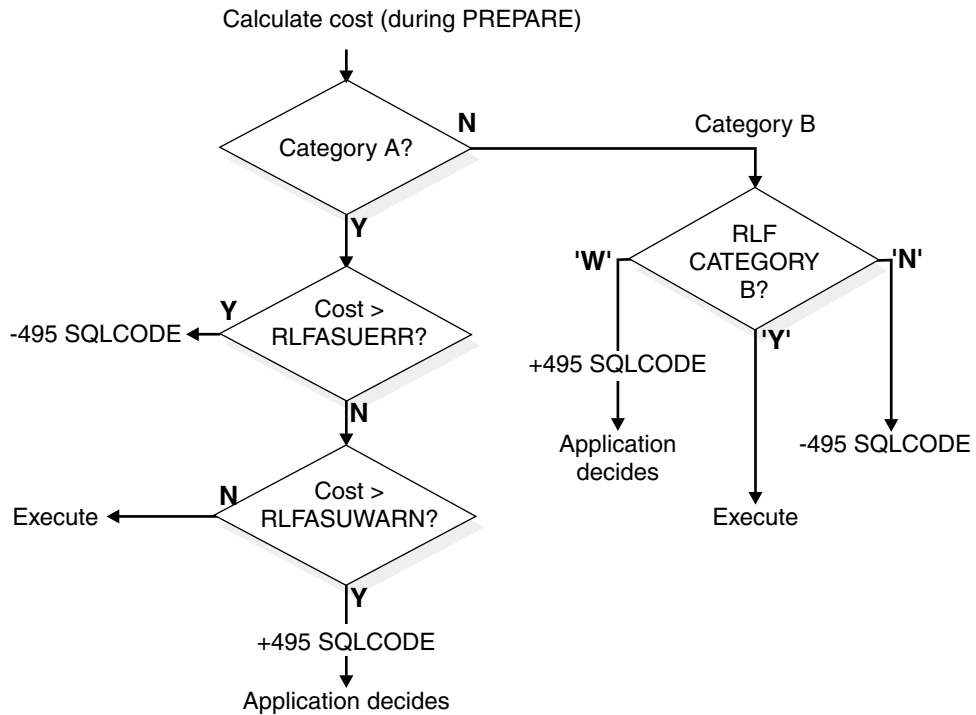 Calculate cost (during PREPARE)
Category A?
N
Category B
Y
RLF
CATEGORY
B?
'W'
'N'
'Y'
Cost >
RLFASUERR?
Y
-495 SQLCODE
N
+495 SQLCODE
Application
decides
Execute
-495 SQLCODE
Cost >
RLFASUWARN?
N
Execute
Y
+495 SQLCODE
Application decides